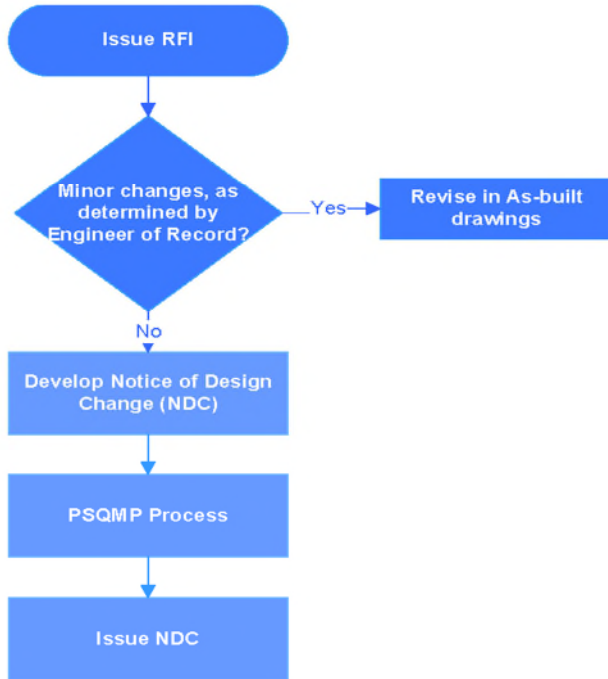 Issue RFI
Minor changes, as
determined by
Engineer of Record?
Yes
Revise in As-built
drawings
No
Develop Notice of Design
Change (NDC)
PSQMP Process
Issue NDC